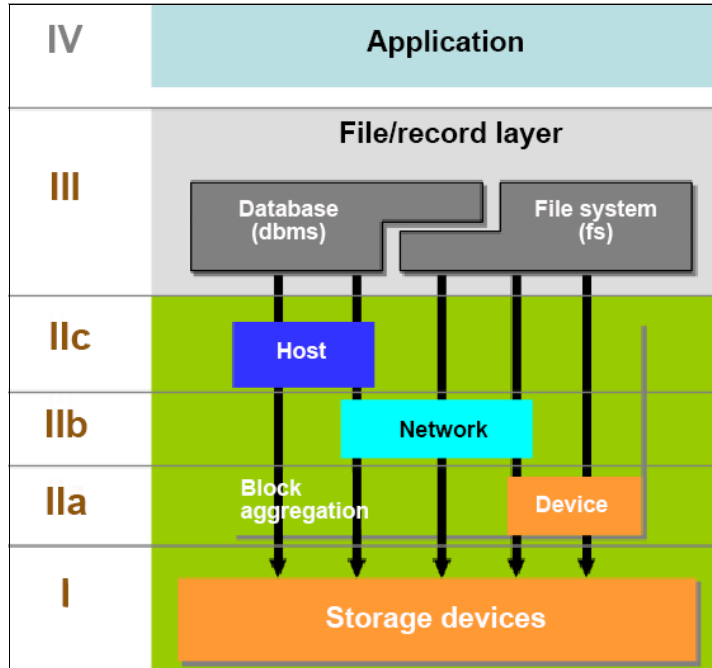 IV
Application
File/record layer
III
Database
(dbms)
File system
(fs)
IIc
Host
IIb
Network
IIa
Block
aggregation
Device
I
Storage devices